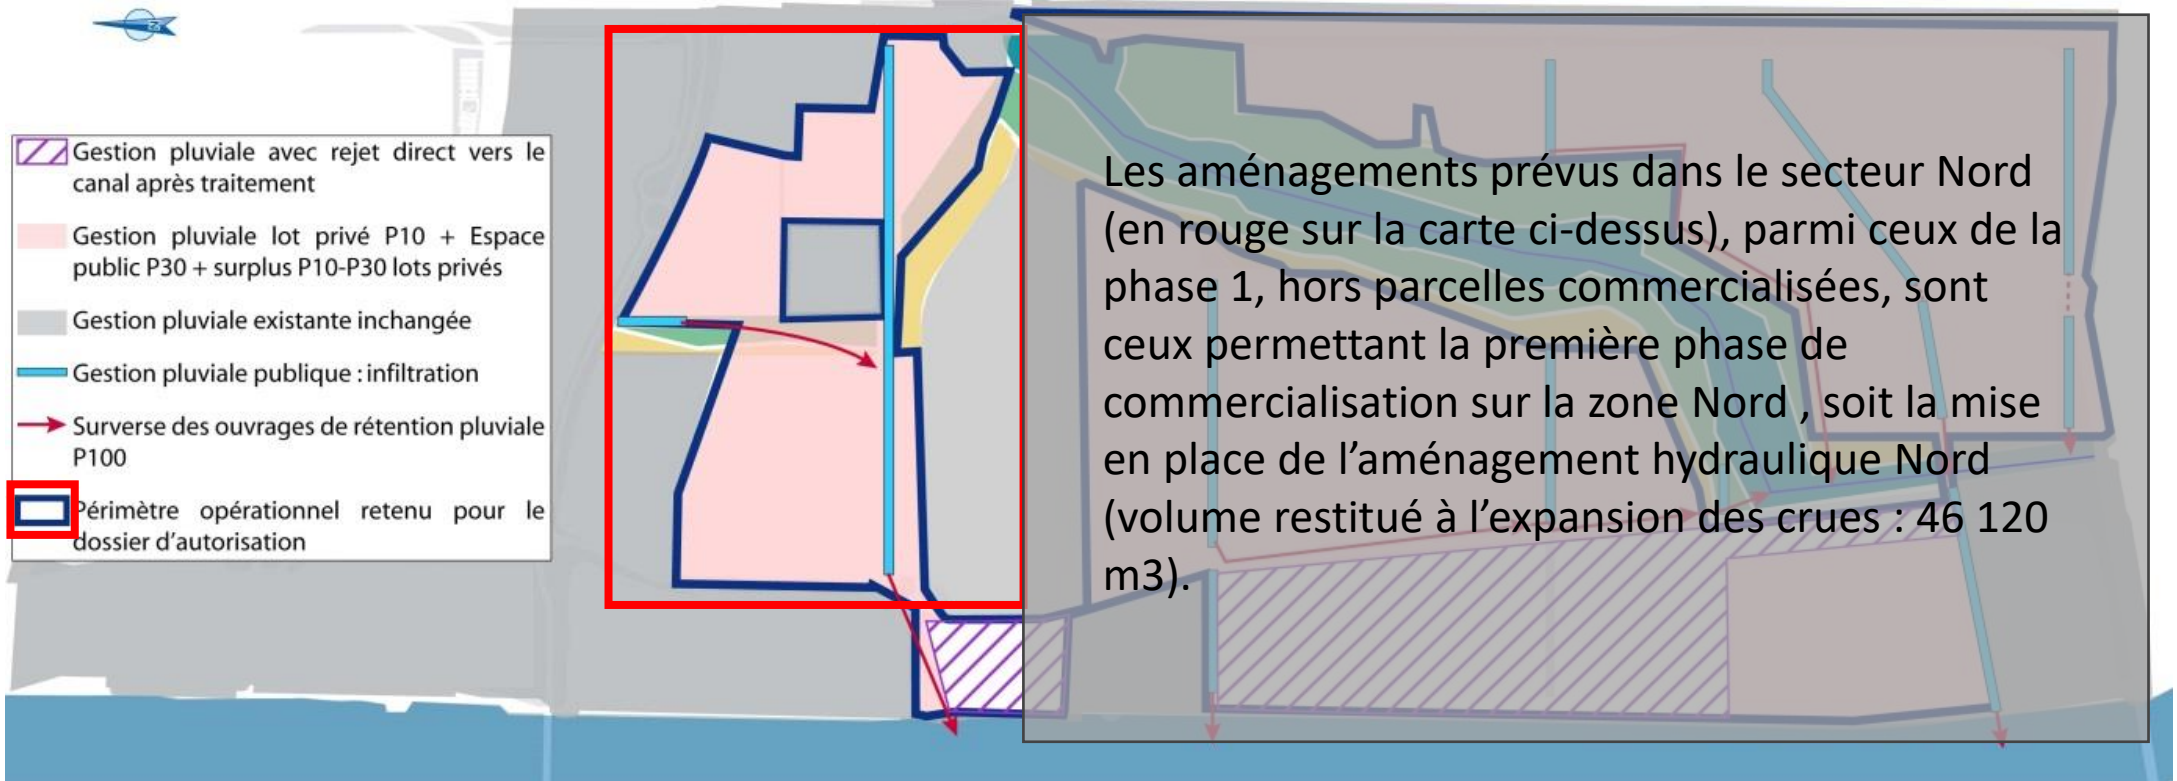 Gestion pluviale avec rejet direct vers le
canal après traitement
Gestion pluviale lot privé P10 + Espace
public P30 + surplus P10-P30 lots privés
Gestion pluviale existante inchangée
Gestion pluviale publique : infiltration
Surverse des ouvrages de rétention pluviale
P100
Périmètre opérationnel retenu pour le
dossier d'autorisation
Les aménagements prévus dans le secteur Nord
(en rouge sur la carte ci-dessus), parmi ceux de la
phase 1, hors parcelles commercialisées, sont
ceux permettant la première phase de
commercialisation sur la zone Nord , soit la mise
en place de l’aménagement hydraulique Nord
(volume restitué à l’expansion des crues : 46 120
m3).